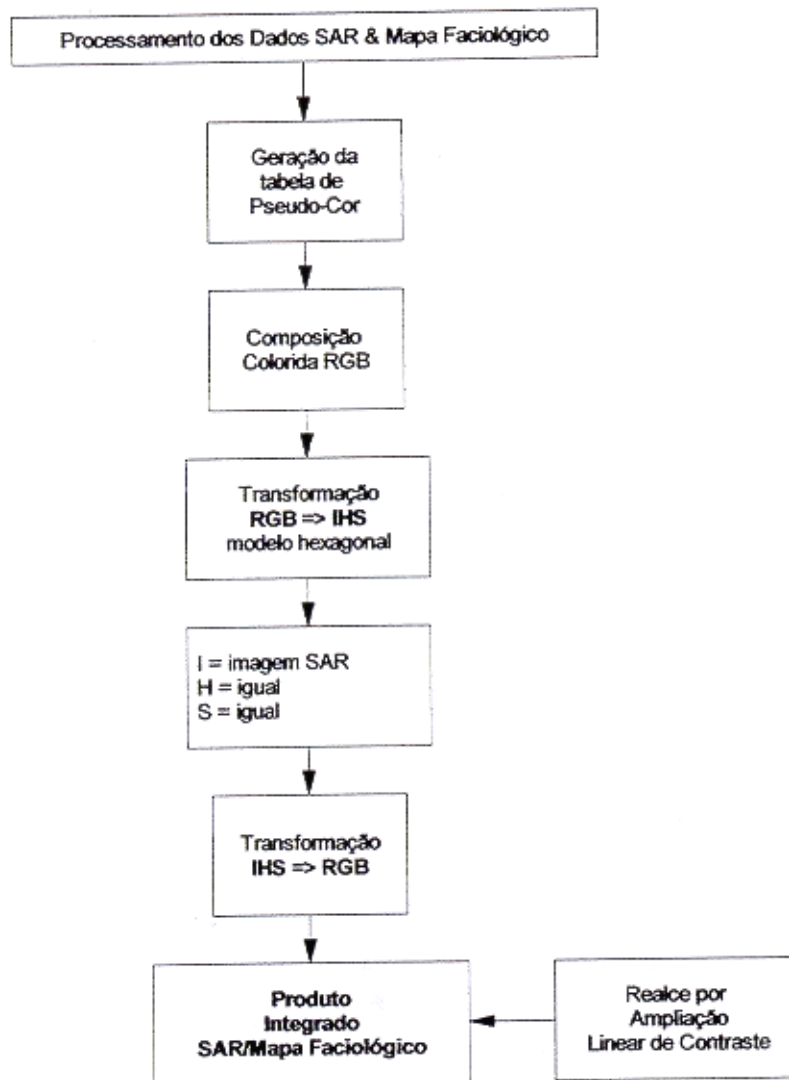 Processamento dos Dados SAR & Mapa Faciológico
Geração da
tabela de
Pseudo-Cor
Composição
Colorida RGB
Transformação
RGB => IHS
modelo hexagonal
I = imagem SAR
H = igual
S = igual
Transformação
IHS => RGB
Produto
Integrado
SAR/Mapa Faciológico
Realce por
Ampliação
Linear de Contraste